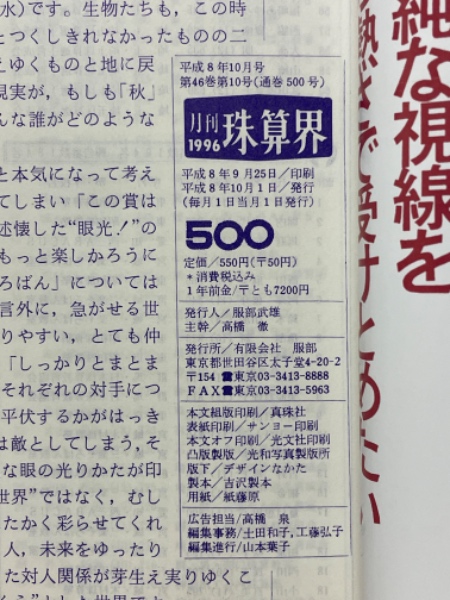 水)です。生物たちも，この時
とつくしきれなかったものの二
えゆくものと地に戻
現実が，もしも「秋」
んな誰がどのような
と本気になって考え
てしまい「この賞は
述懐した“眼光！”の
もっと楽しかろうに
ろばん」については
言外に，急がせる世
りやすい，とても仲
「しっかりとまとま
それぞれの対手につ
平伏するかがはっき
は敵としてしまう，そ
な眼の光りかたが印
世界”ではなく，むし
たかく彩らせてくれ
人，未来をゆったり
た対人関係が芽生え実りゆくこ
平成8年10月号
第46巻第10号(通巻500号)
月刊
1996
珠算界
平成8年9月25日／印刷
平成8年10月1日／発行
(毎月1日当月1日発行)
500
定価／550円(〒50円)
＊消費税込み
1年前金／〒とも7200円
発行人／服部武雄
主幹／高橋 徹
発行所／有限会社 服部
東京都世田谷区太子堂4-20-2
〒154 ☎東京03-3413-8888
FAX☎東京03-3413-5963
本文組版印刷／真珠社
表紙印刷／サンヨー印刷
本文オフ印刷／光文社印刷
凸版製版／光和写真製版所
版下／デザインなかた
製本／吉沢製本
用紙／紙藤原
広告担当／高橋 泉
編集事務／土田和子，工藤弘子
編集進行／山本葉子
純な視線を
で受けとめたい